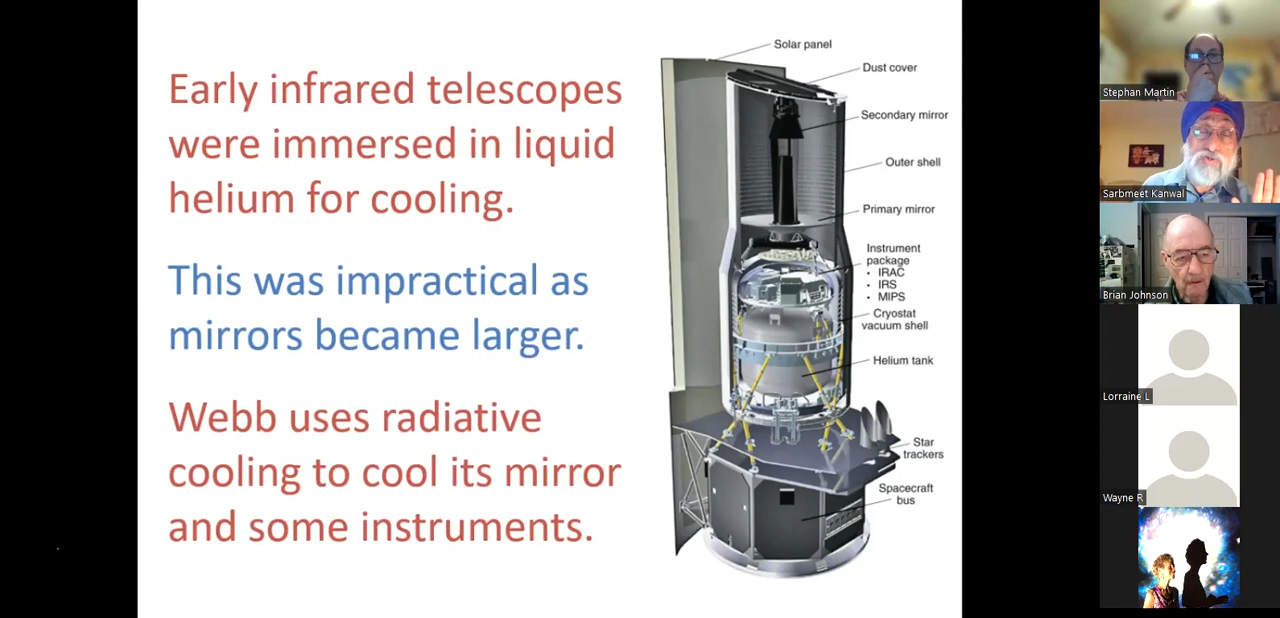 Early infrared telescopes
were immersed in liquid
helium for cooling.
This was impractical as
mirrors became larger.
Webb uses radiative
cooling to cool its mirror
and some instruments.
Solar panel
Dust cover
Secondary mirror
Outer shell
Primary mirror
Instrument
package
• IRAC
• IRS
• MIPS
Cryostat
vacuum shell
Helium tank
Star
trackers
Spacecraft
bus
Stephan Martin
Sarbmeet Kanwal
Brian Johnson
Lorraine L
Wayne R